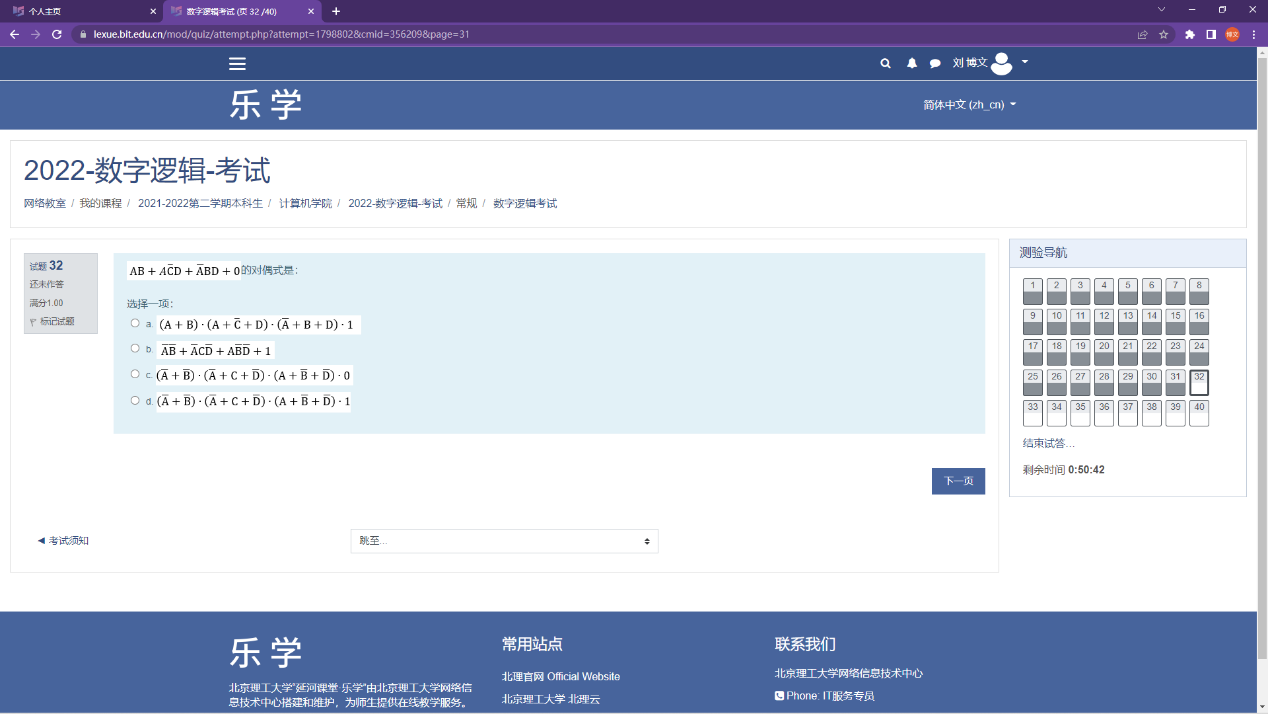 个人主页
数字逻辑考试 (页 32 /40)
lexue.bit.edu.cn/mod/quiz/attempt.php?attempt=1798802&cmid=356209&page=31
博文
刘 博文
乐 学
简体中文 (zh_cn)
2022-数字逻辑-考试
网络教室 / 我的课程 / 2021-2022第二学期本科生 / 计算机学院 / 2022-数字逻辑-考试 / 常规 / 数字逻辑考试
试题 32
还未作答
满分1.00
标记试题
AB + AC̅D + A̅BD + 0的对偶式是:
选择一项:
a. (A + B) · (A + C̅ + D) · (A̅ + B + D) · 1
b. A̅B̅ + A̅CD̅ + AB̅D̅ + 1
c. (A̅ + B̅) · (A̅ + C + D̅) · (A + B̅ + D̅) · 0
d. (A̅ + B̅) · (A̅ + C + D̅) · (A + B̅ + D̅) · 1
下一页
◀ 考试须知
跳至...
测验导航
1 2 3 4 5 6 7 8
9 10 11 12 13 14 15 16
17 18 19 20 21 22 23 24
25 26 27 28 29 30 31 32
33 34 35 36 37 38 39 40
结束试答...
剩余时间 0:50:42
乐 学
北京理工大学"延河课堂 乐学"由北京理工大学网络信
息技术中心搭建和维护，为师生提供在线教学服务。
常用站点
北理官网 Official Website
北京理工大学 北理云
联系我们
北京理工大学网络信息技术中心
Phone: IT服务专员